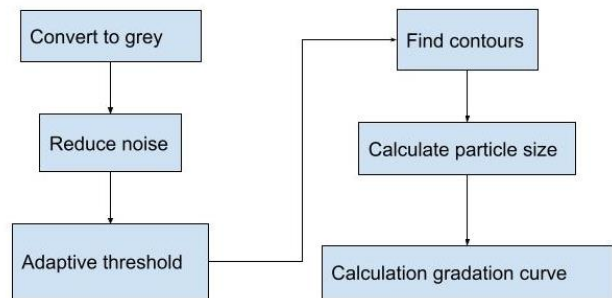 Convert to grey
Reduce noise
Adaptive threshold
Find contours
Calculate particle size
Calculation gradation curve